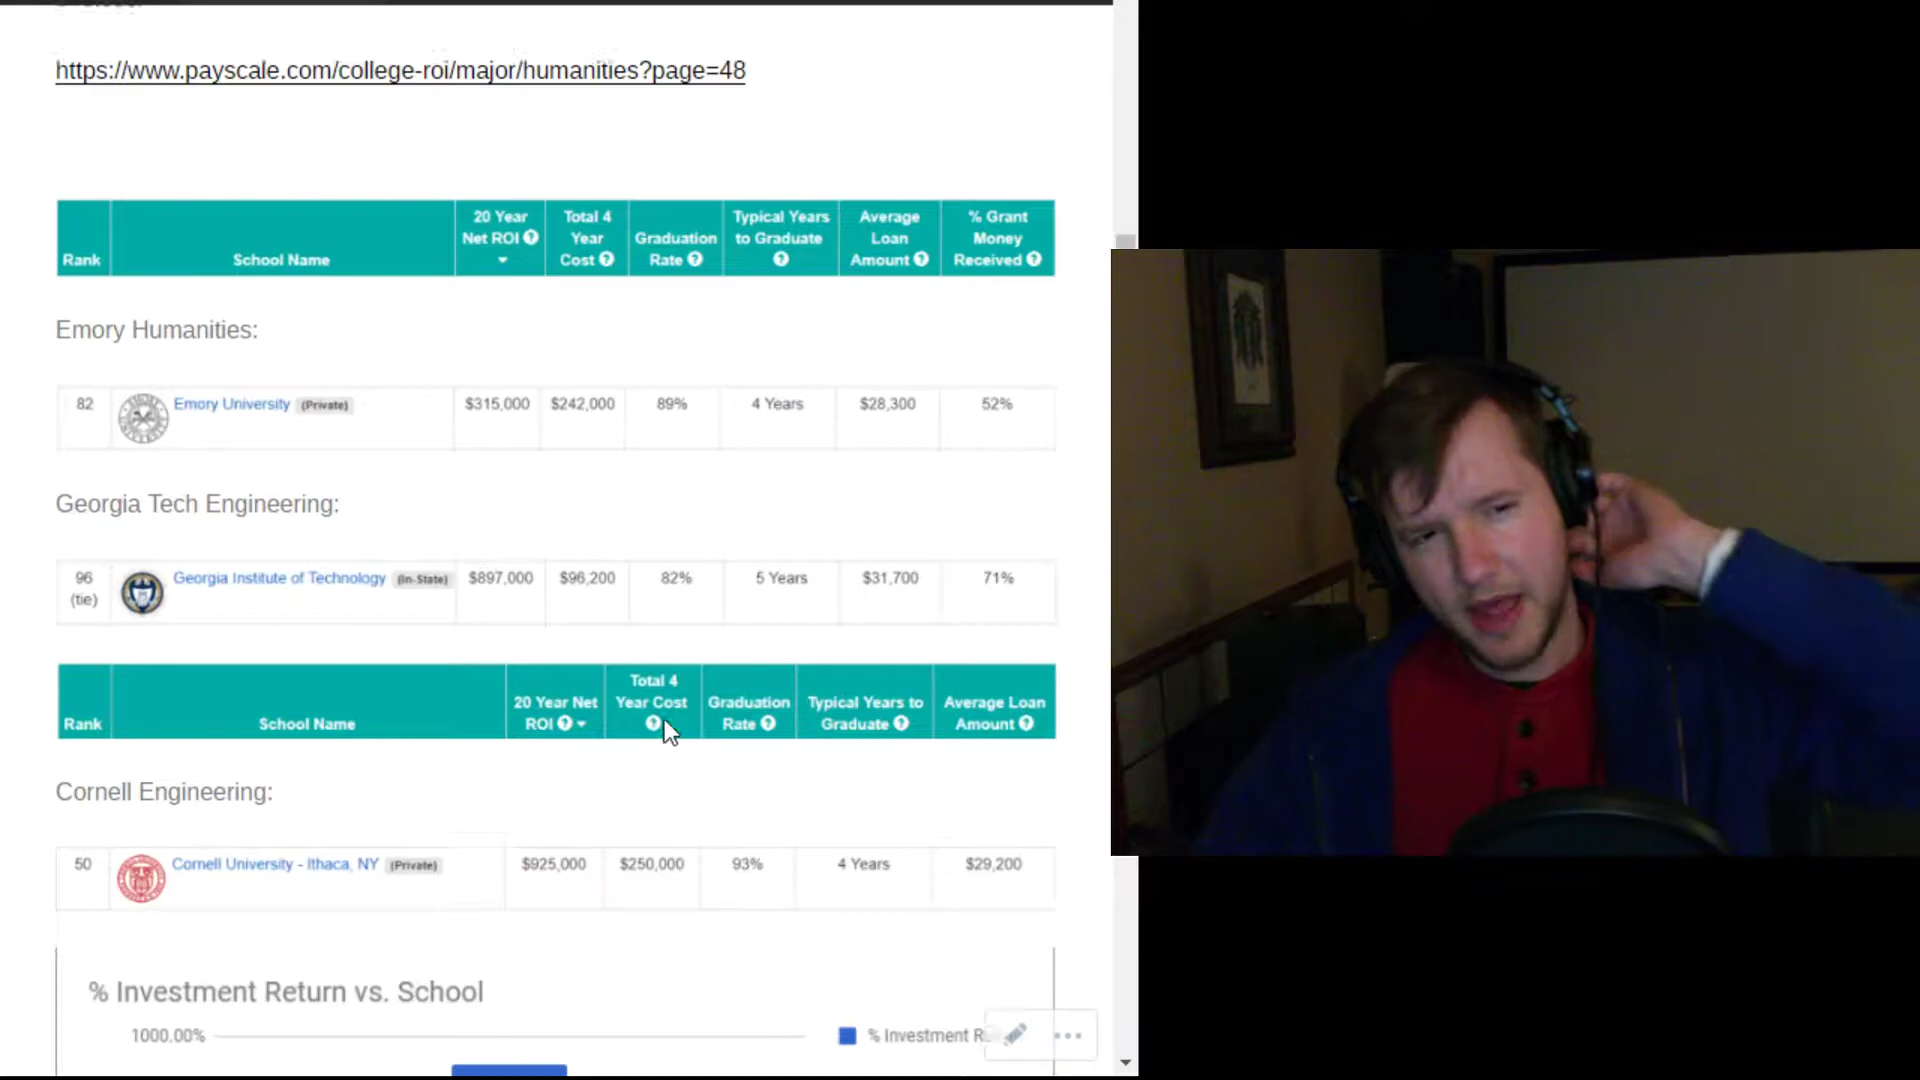 https://www.payscale.com/college-roi/major/humanities?page=48
Rank School Name 20 Year Net ROI Total 4 Year Cost Graduation Rate Typical Years to Graduate Average Loan Amount % Grant Money Received
Emory Humanities:
82 Emory University (Private) $315,000 $242,000 89% 4 Years $28,300 52%
Georgia Tech Engineering:
96 (tie) Georgia Institute of Technology (In-State) $897,000 $96,200 82% 5 Years $31,700 71%
Rank School Name 20 Year Net ROI Total 4 Year Cost Graduation Rate Typical Years to Graduate Average Loan Amount
Cornell Engineering:
50 Cornell University - Ithaca, NY (Private) $925,000 $250,000 93% 4 Years $29,200
% Investment Return vs. School
1000.00% % Investment